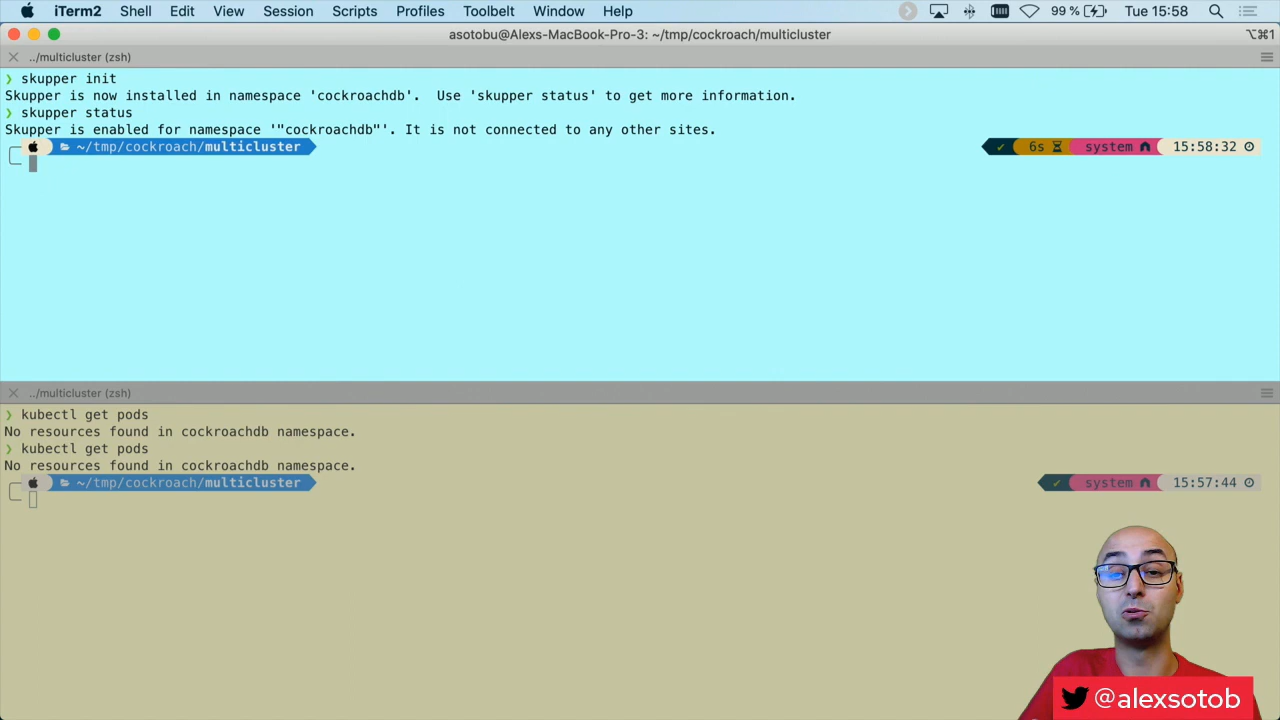 iTerm2 Shell Edit View Session Scripts Profiles Toolbelt Window Help 99 % Tue 15:58
asotobu@Alexs-MacBook-Pro-3: ~/tmp/cockroach/multicluster ⌥⌘1
../multicluster (zsh)
❯ skupper init
Skupper is now installed in namespace 'cockroachdb'.  Use 'skupper status' to get more information.
❯ skupper status
Skupper is enabled for namespace '"cockroachdb"'. It is not connected to any other sites.
~/tmp/cockroach/multicluster ✓ 6s system 15:58:32
../multicluster (zsh)
❯ kubectl get pods
No resources found in cockroachdb namespace.
❯ kubectl get pods
No resources found in cockroachdb namespace.
~/tmp/cockroach/multicluster ✓ system 15:57:44
@alexsotob